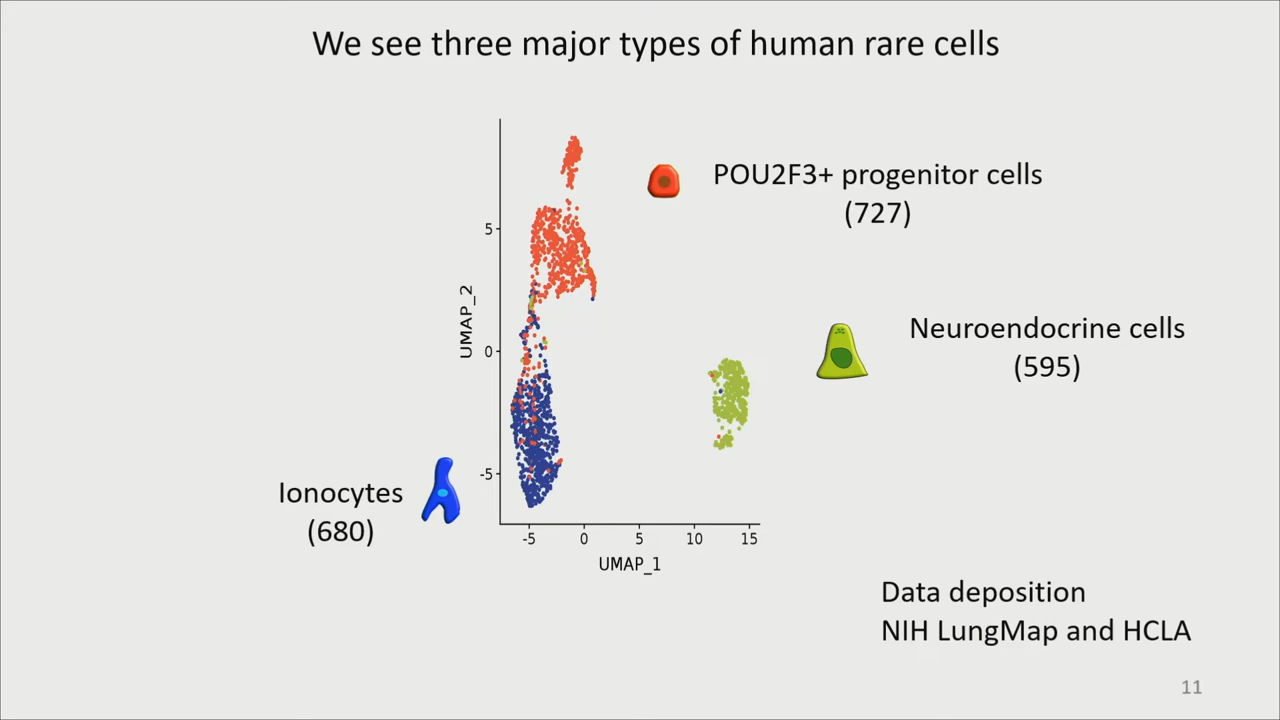 We see three major types of human rare cells
POU2F3+ progenitor cells
(727)
Neuroendocrine cells
(595)
Ionocytes
(680)
5
0
-5
UMAP_2
-5 0 5 10 15
UMAP_1
Data deposition
NIH LungMap and HCLA
11